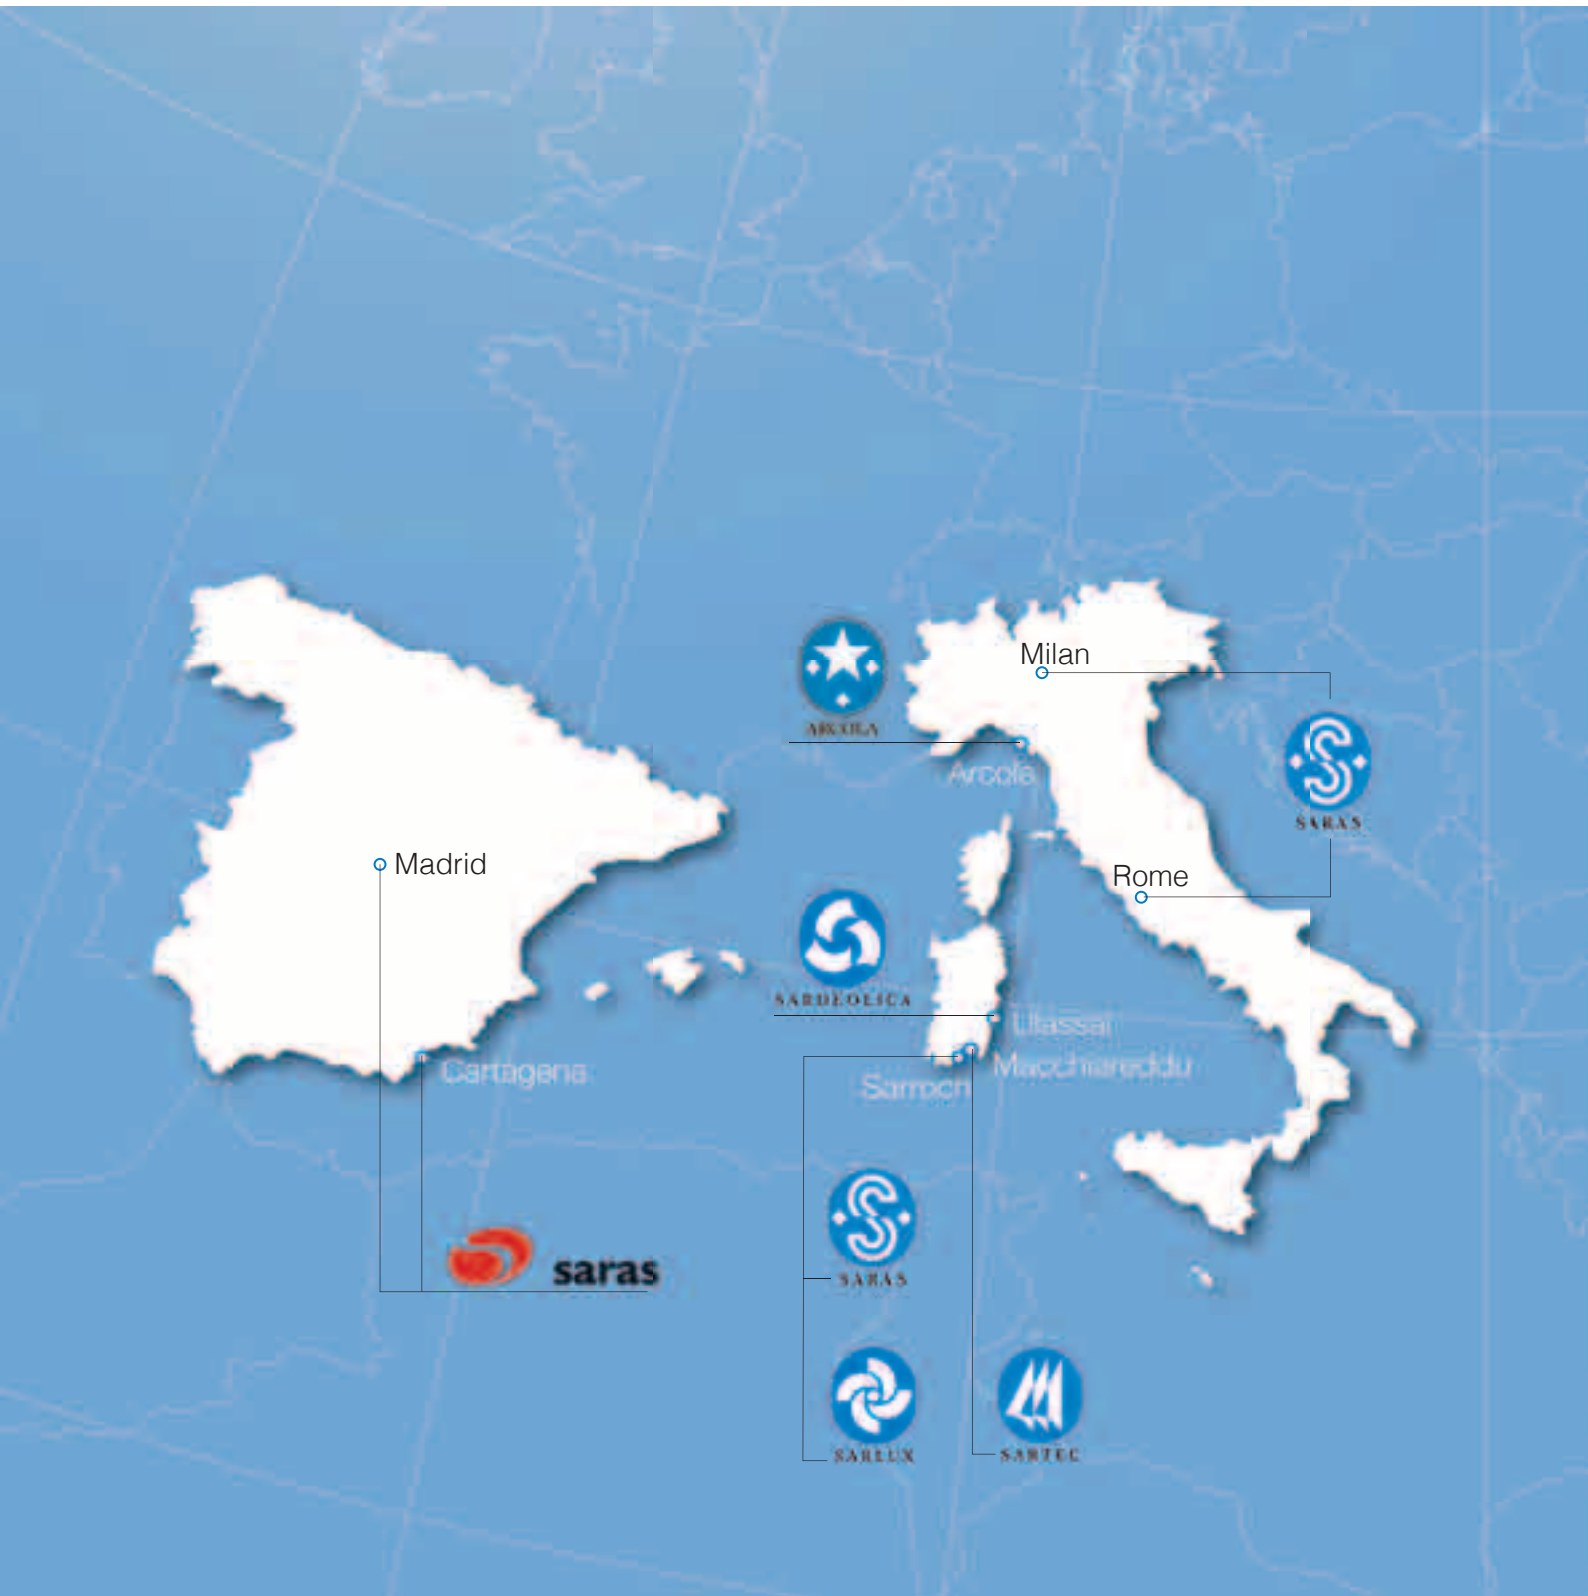 Milan
ARCOLA
Arcola
SARAS
Madrid
Rome
SARDEOLICA
Ulassai
Macchiareddu
Cartagena
Sarroch
saras
SARAS
SARLUX
SARTEC